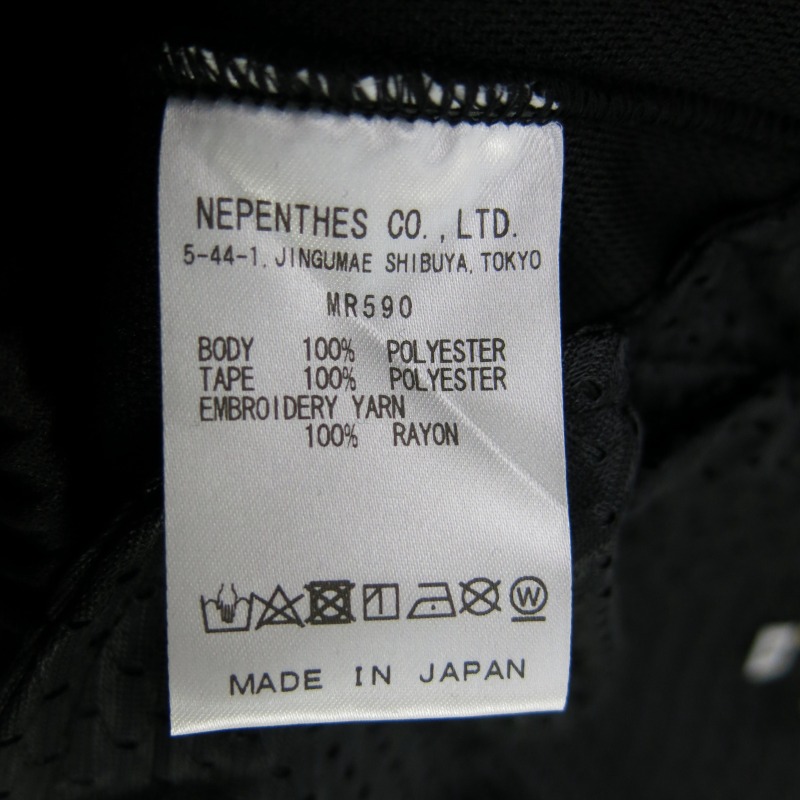 NEPENTHES CO.,LTD.
5-44-1, JINGUMAE SHIBUYA, TOKYO
MR590
BODY 100% POLYESTER
TAPE 100% POLYESTER
EMBROIDERY YARN
100% RAYON
W
MADE IN JAPAN